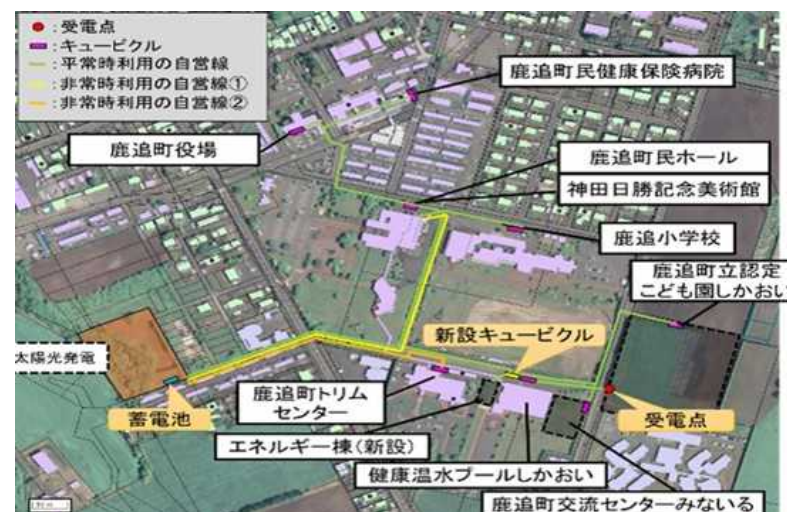 ：受電点
：キュービクル
：平常時利用の自営線
：非常時利用の自営線①
：非常時利用の自営線②
鹿追町民健康保険病院
鹿追町役場
鹿追町民ホール
神田日勝記念美術館
鹿追小学校
鹿追町立認定
こども園しかおい
新設キュービクル
太陽光発電
蓄電池
鹿追町トリム
センター
受電点
エネルギー棟（新設）
健康温水プールしかおい
鹿追町交流センターみないる